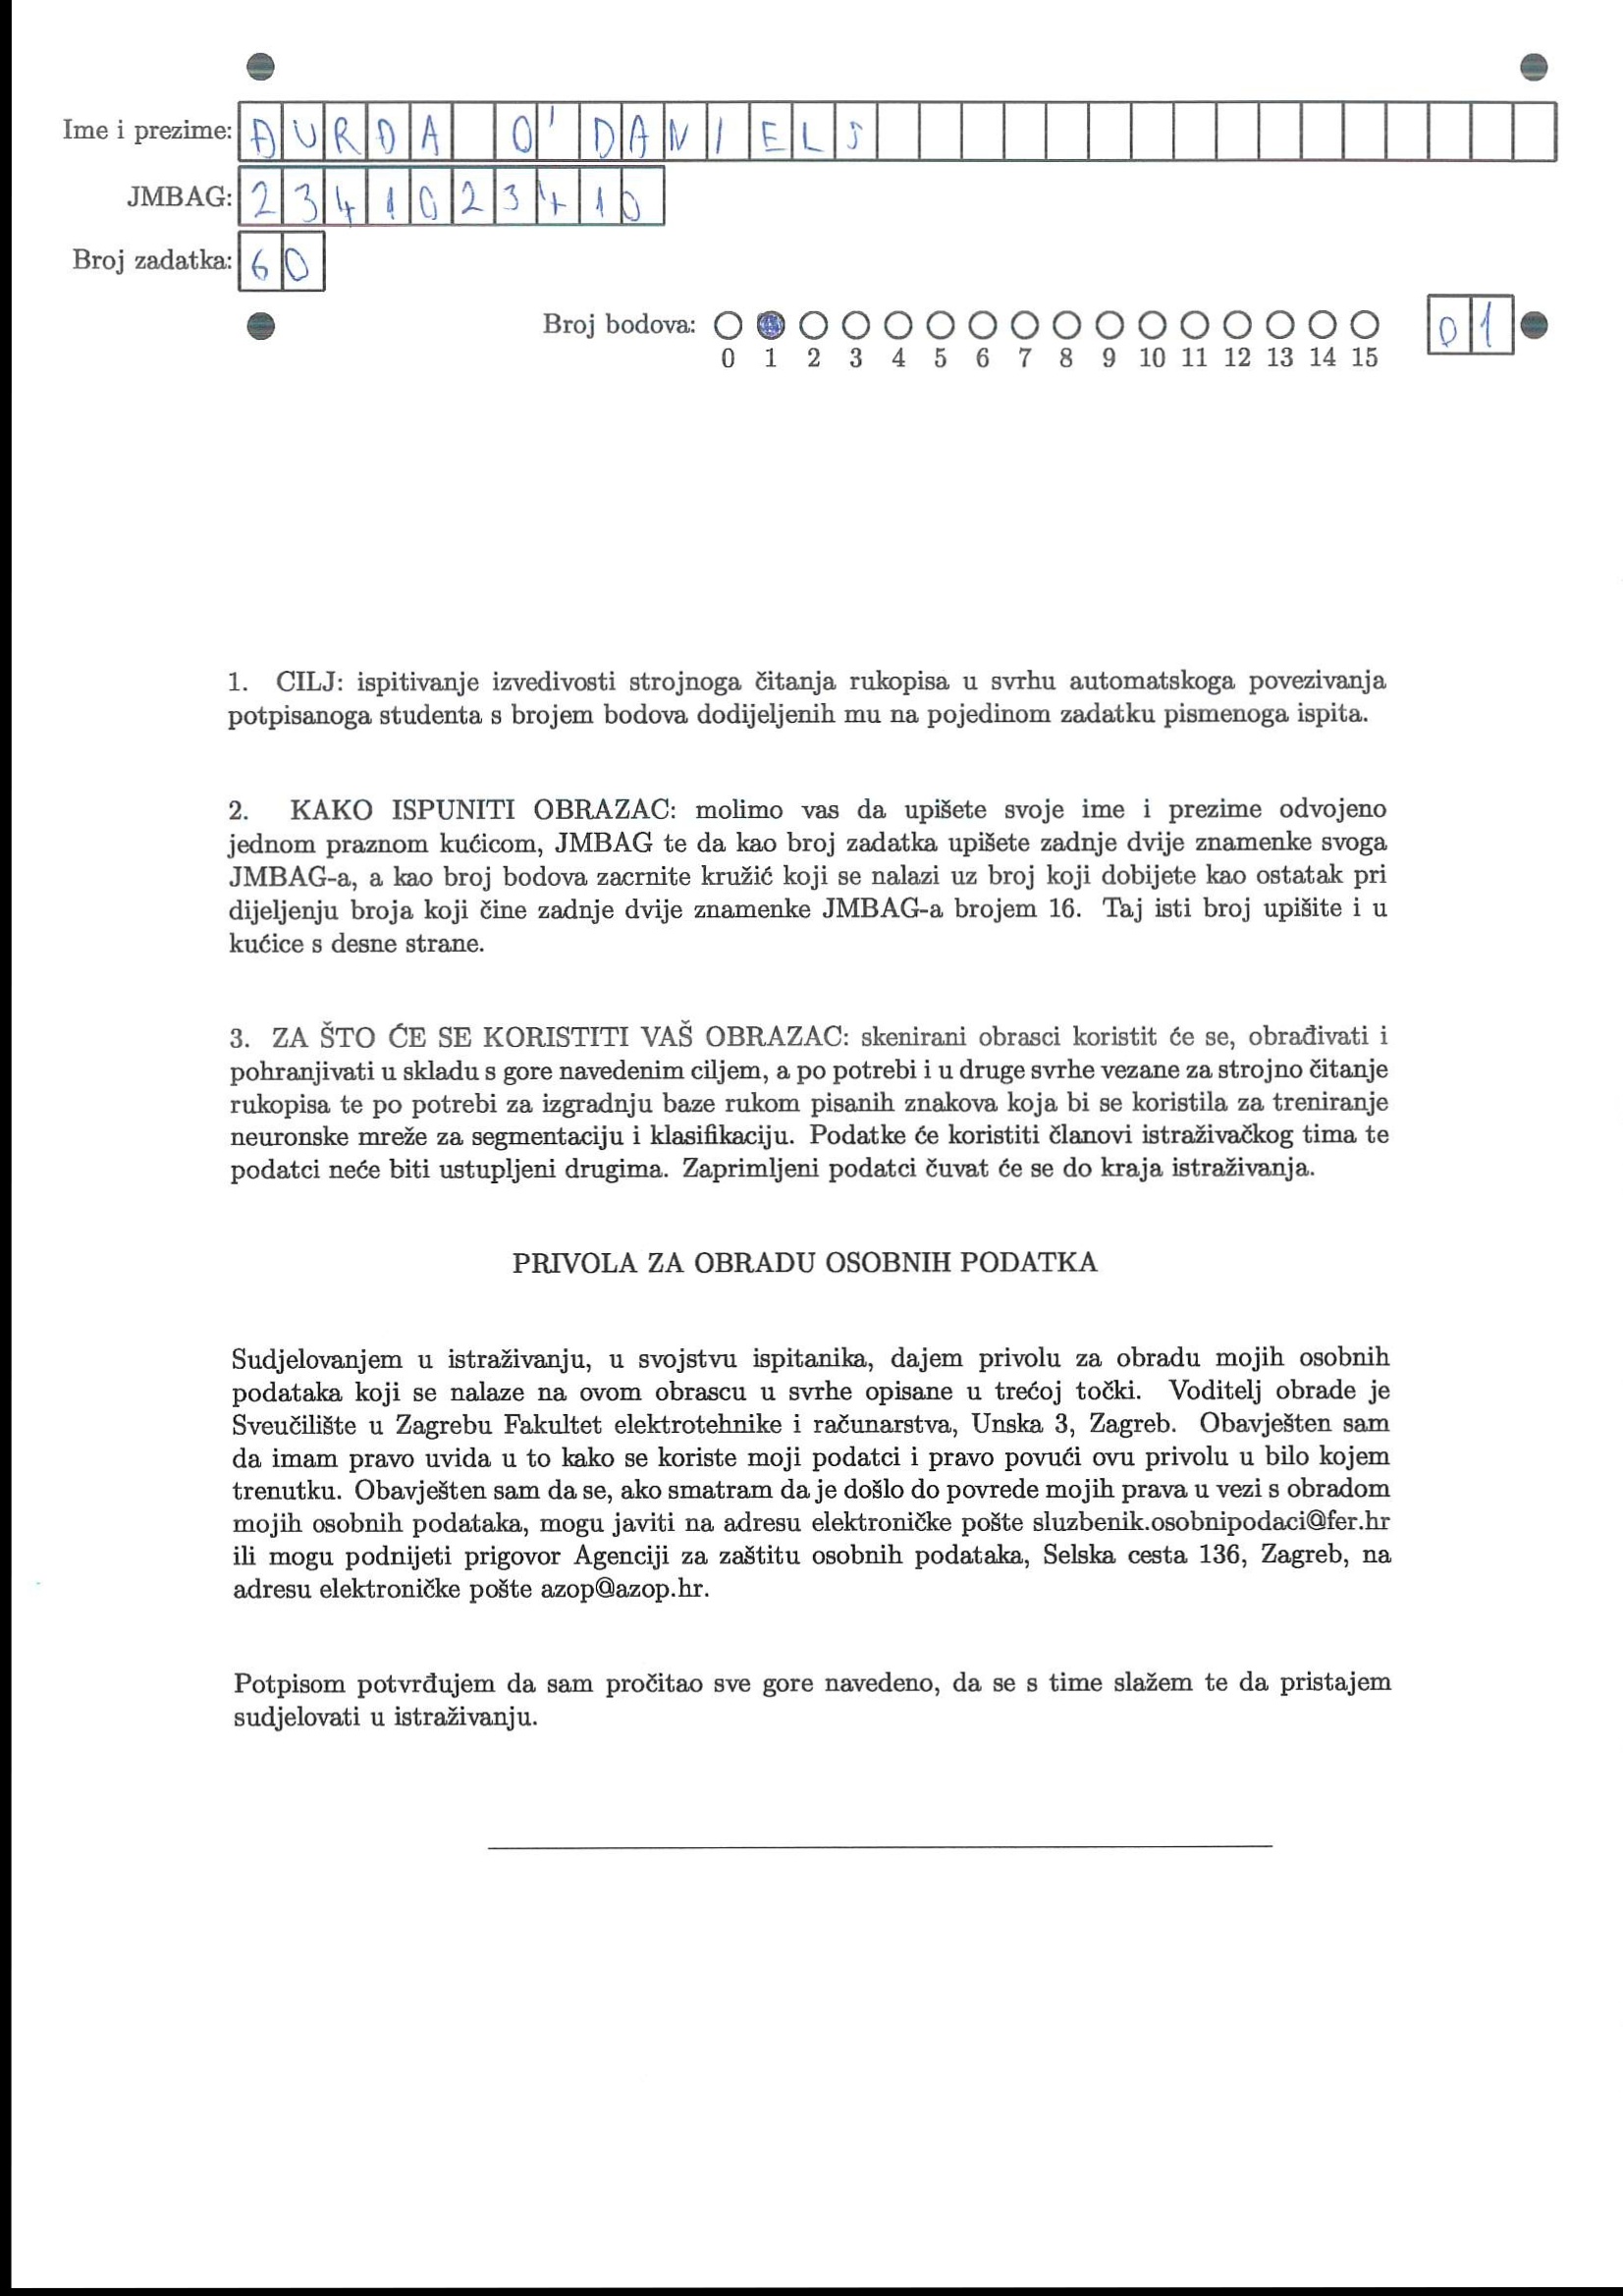 Ime i prezime: ĐURĐA O'DANIELS
JMBAG: 2341023410
Broj zadatka: 60
Broj bodova: 01
0 1 2 3 4 5 6 7 8 9 10 11 12 13 14 15
1. CILJ: ispitivanje izvedivosti strojnoga čitanja rukopisa u svrhu automatskoga povezivanja
potpisanoga studenta s brojem bodova dodijeljenih mu na pojedinom zadatku pismenoga ispita.
2. KAKO ISPUNITI OBRAZAC: molimo vas da upišete svoje ime i prezime odvojeno
jednom praznom kućicom, JMBAG te da kao broj zadatka upišete zadnje dvije znamenke svoga
JMBAG-a, a kao broj bodova zacrnite kružić koji se nalazi uz broj koji dobijete kao ostatak pri
dijeljenju broja koji čine zadnje dvije znamenke JMBAG-a brojem 16. Taj isti broj upišite i u
kućice s desne strane.
3. ZA ŠTO ĆE SE KORISTITI VAŠ OBRAZAC: skenirani obrasci koristit će se, obrađivati i
pohranjivati u skladu s gore navedenim ciljem, a po potrebi i u druge svrhe vezane za strojno čitanje
rukopisa te po potrebi za izgradnju baze rukom pisanih znakova koja bi se koristila za treniranje
neuronske mreže za segmentaciju i klasifikaciju. Podatke će koristiti članovi istraživačkog tima te
podatci neće biti ustupljeni drugima. Zaprimljeni podatci čuvat će se do kraja istraživanja.
PRIVOLA ZA OBRADU OSOBNIH PODATKA
Sudjelovanjem u istraživanju, u svojstvu ispitanika, dajem privolu za obradu mojih osobnih
podataka koji se nalaze na ovom obrascu u svrhe opisane u trećoj točki. Voditelj obrade je
Sveučilište u Zagrebu Fakultet elektrotehnike i računarstva, Unska 3, Zagreb. Obavješten sam
da imam pravo uvida u to kako se koriste moji podatci i pravo povući ovu privolu u bilo kojem
trenutku. Obavješten sam da se, ako smatram da je došlo do povrede mojih prava u vezi s obradom
mojih osobnih podataka, mogu javiti na adresu elektroničke pošte sluzbenik.osobnipodaci@fer.hr
ili mogu podnijeti prigovor Agenciji za zaštitu osobnih podataka, Selska cesta 136, Zagreb, na
adresu elektroničke pošte azop@azop.hr.
Potpisom potvrđujem da sam pročitao sve gore navedeno, da se s time slažem te da pristajem
sudjelovati u istraživanju.